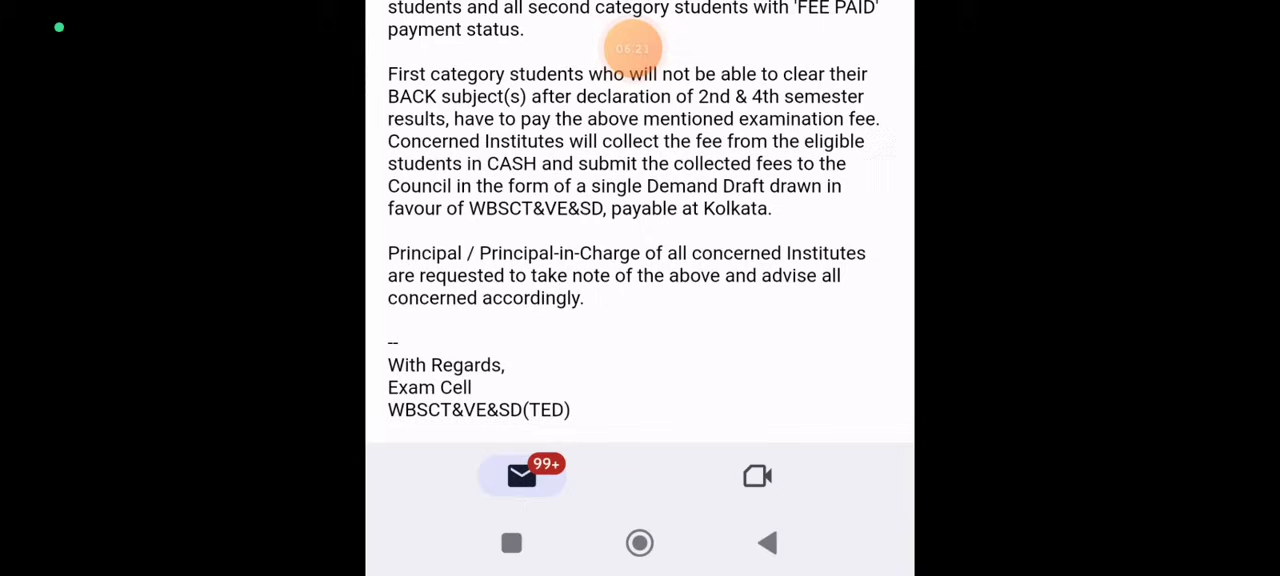 students and all second category students with 'FEE PAID'
payment status.
06:21
First category students who will not be able to clear their
BACK subject(s) after declaration of 2nd & 4th semester
results, have to pay the above mentioned examination fee.
Concerned Institutes will collect the fee from the eligible
students in CASH and submit the collected fees to the
Council in the form of a single Demand Draft drawn in
favour of WBSCT&VE&SD, payable at Kolkata.
Principal / Principal-in-Charge of all concerned Institutes
are requested to take note of the above and advise all
concerned accordingly.
--
With Regards,
Exam Cell
WBSCT&VE&SD(TED)
99+